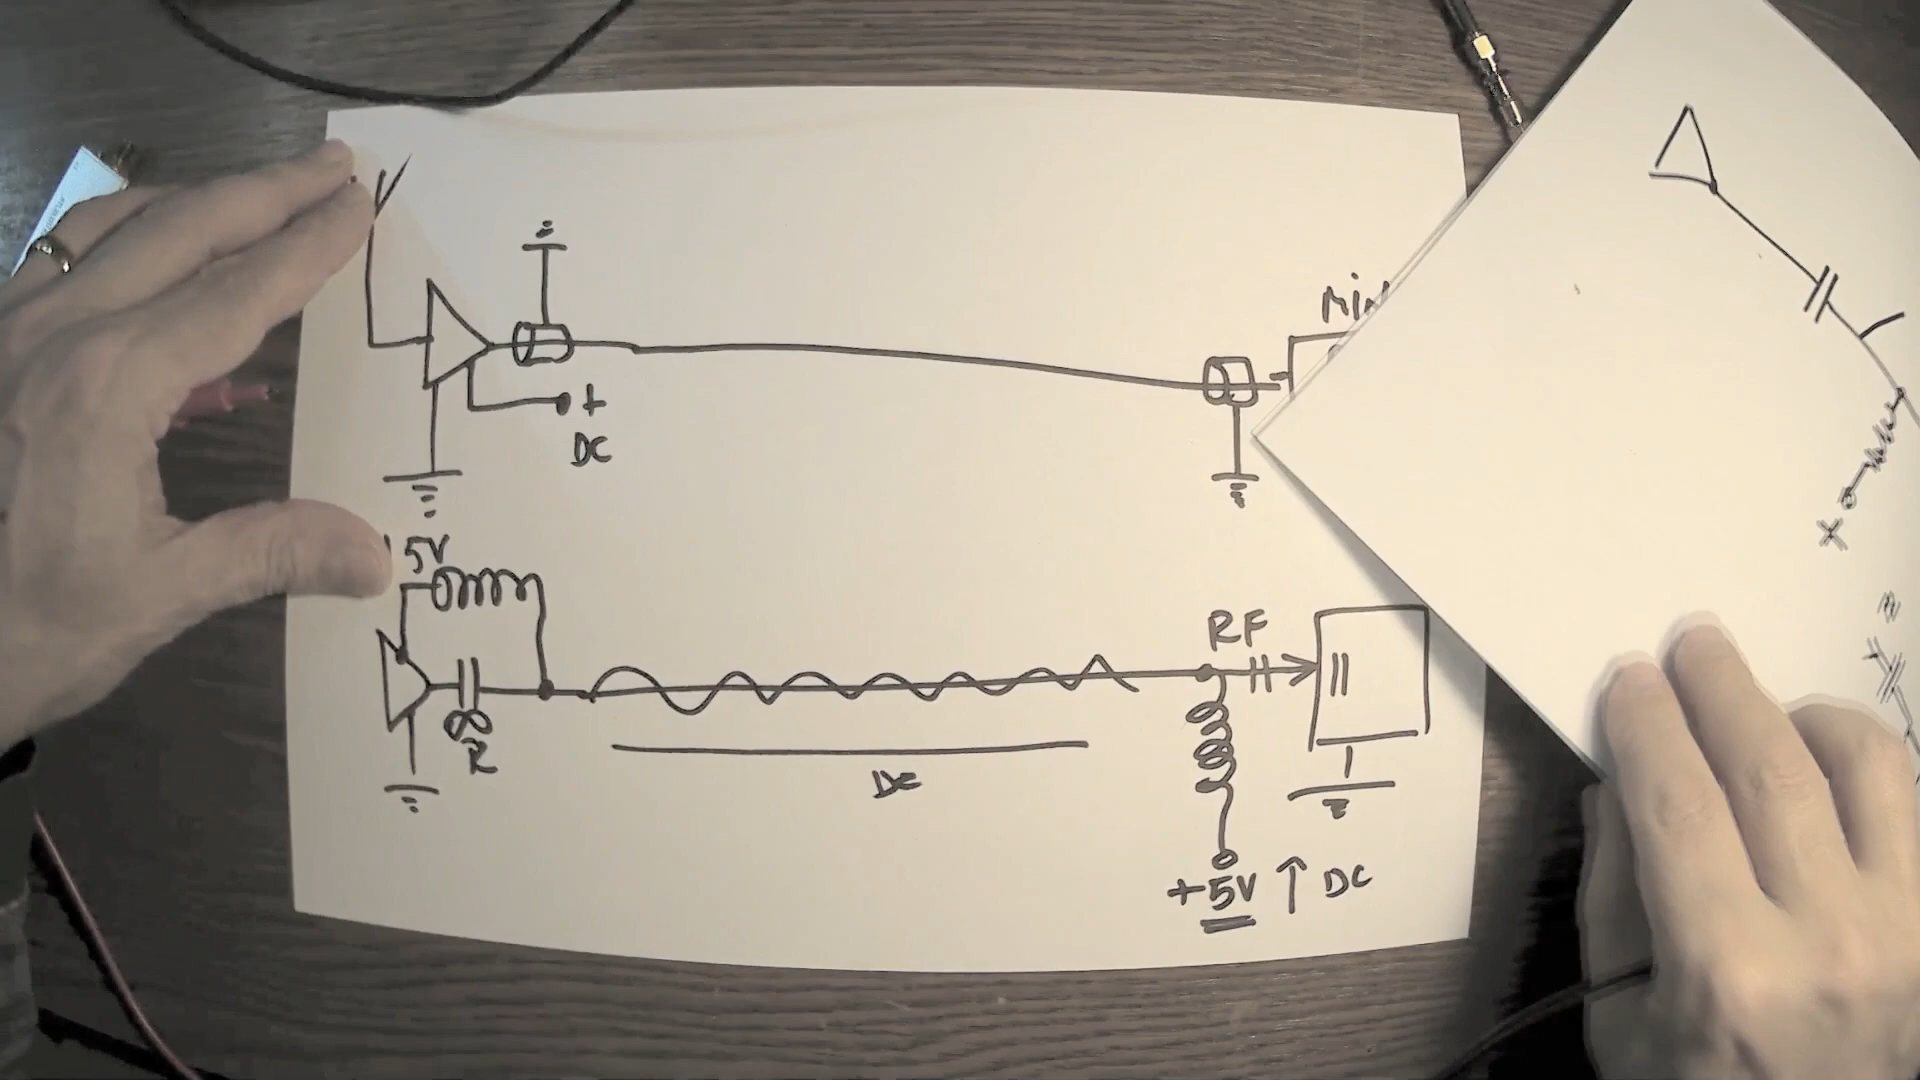 +
DC
5V
RF
R
DC
+5V ↑ DC